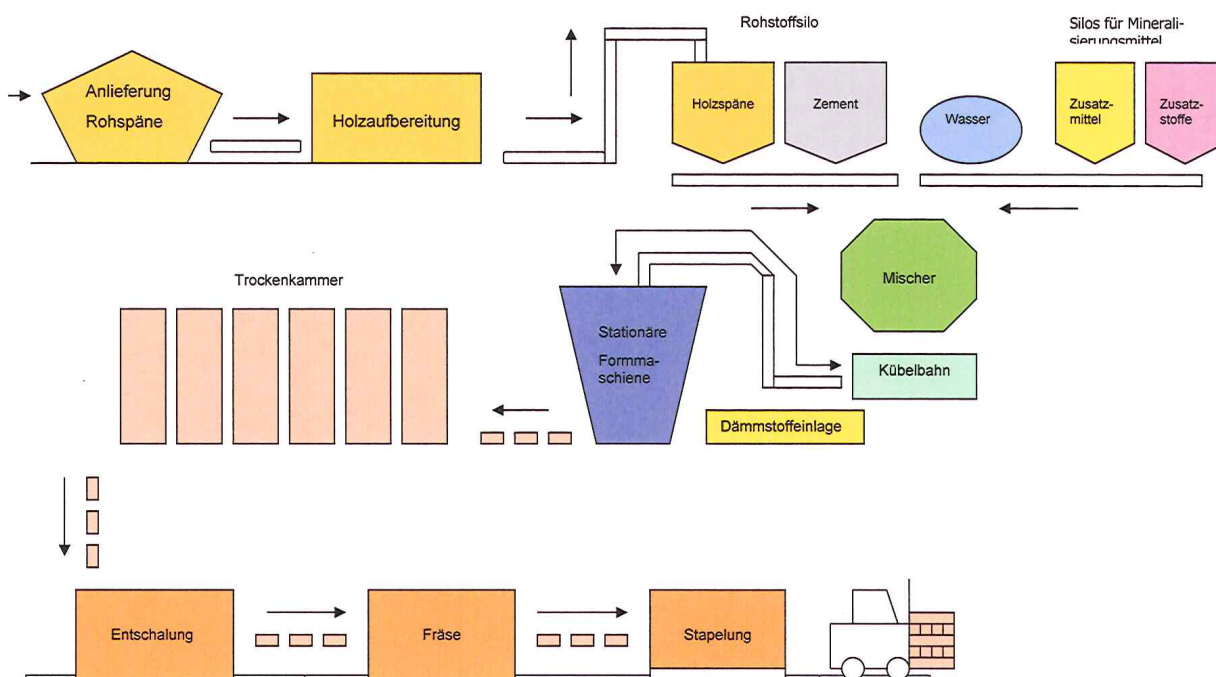 Rohstoffsilo
Silos für Minerali-
sierungsmittel
Anlieferung
Rohspäne
Holzaufbereitung
Holzspäne
Zement
Wasser
Zusatz-
mittel
Zusatz-
stoffe
Mischer
Trockenkammer
Stationäre
Formma-
schiene
Kübelbahn
Dämmstoffeinlage
Entschalung
Fräse
Stapelung